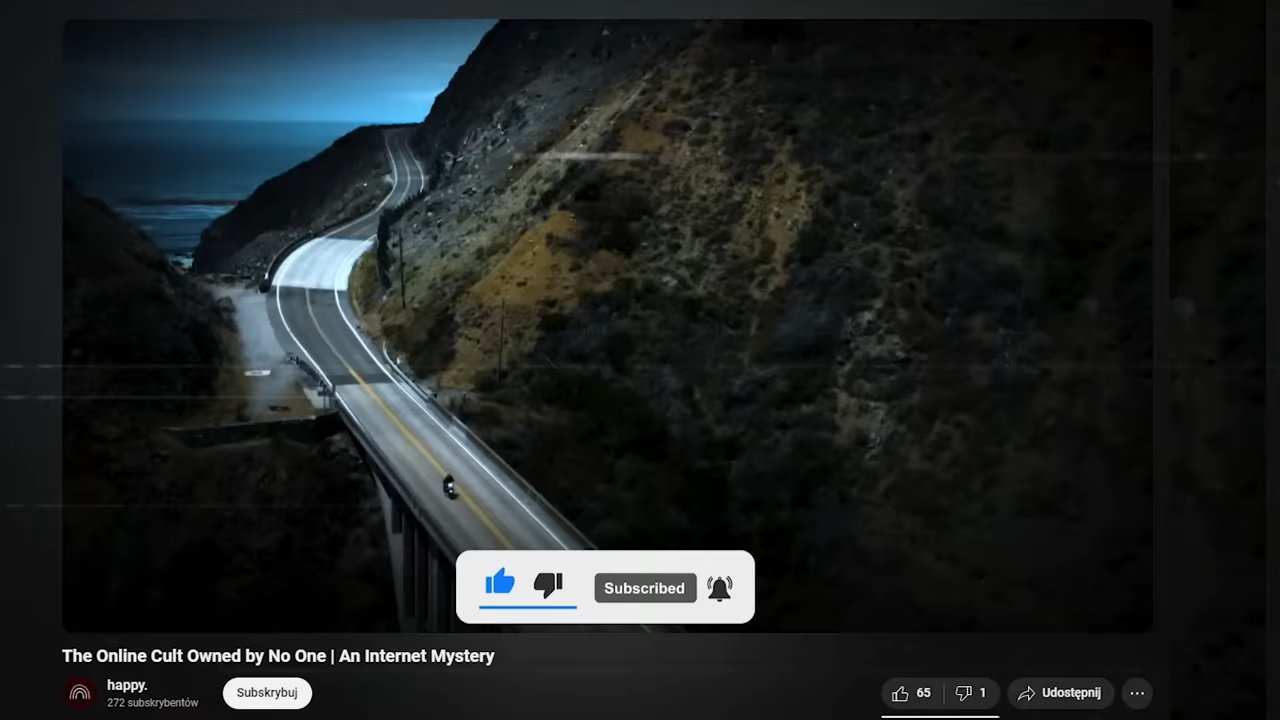 Subscribed
The Online Cult Owned by No One | An Internet Mystery
happy.
272 subskrybentów
Subskrybuj
65
1
Udostępnij